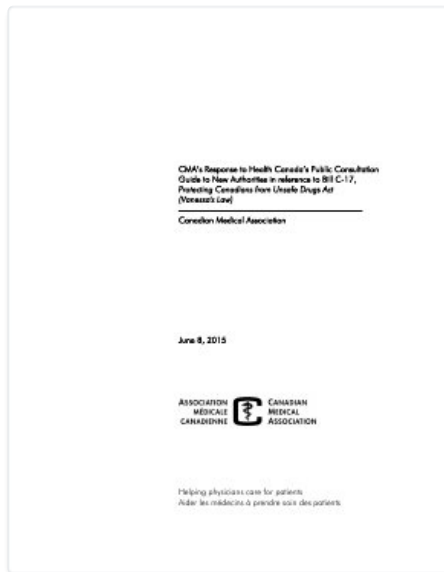 CMA's Response to Health Canada's Public Consultation
Guide to New Authorities in reference to Bill C-17,
Protecting Canadians from Unsafe Drugs Act
(Vanessa's Law)
Canadian Medical Association
June 8, 2015
ASSOCIATION MÉDICALE CANADIENNE
CANADIAN MEDICAL ASSOCIATION
Helping physicians care for patients
Aider les médecins à prendre soin des patients